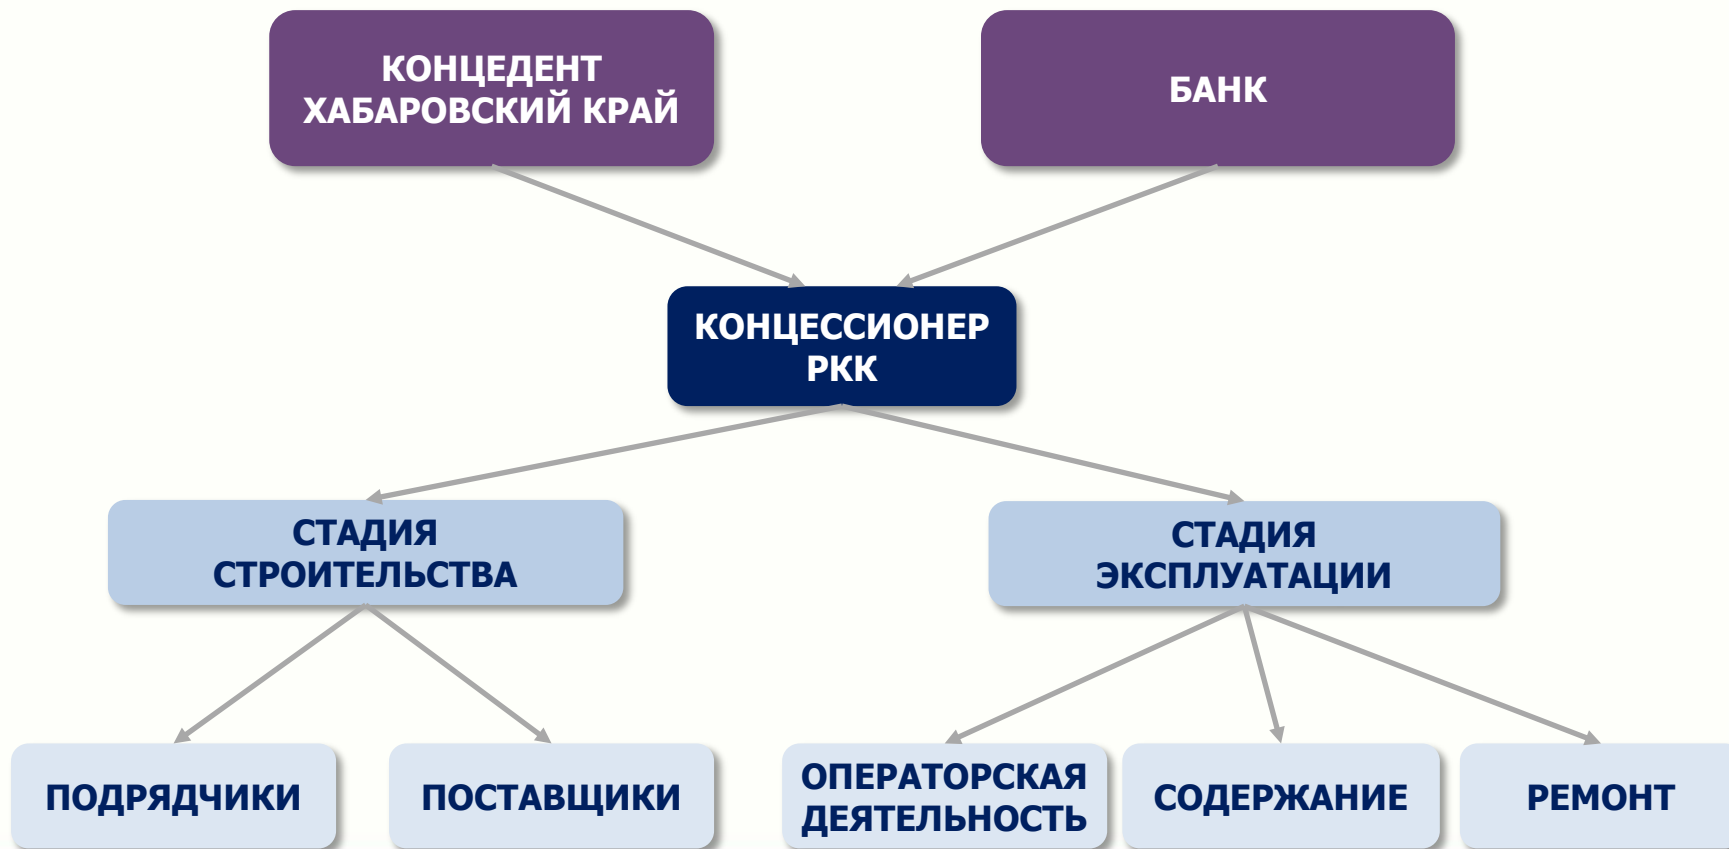 КОНЦЕДЕНТ
ХАБАРОВСКИЙ КРАЙ
БАНК
КОНЦЕССИОНЕР
РКК
СТАДИЯ
СТРОИТЕЛЬСТВА
СТАДИЯ
ЭКСПЛУАТАЦИИ
ПОДРЯДЧИКИ
ПОСТАВЩИКИ
ОПЕРАТОРСКАЯ
ДЕЯТЕЛЬНОСТЬ
СОДЕРЖАНИЕ
РЕМОНТ